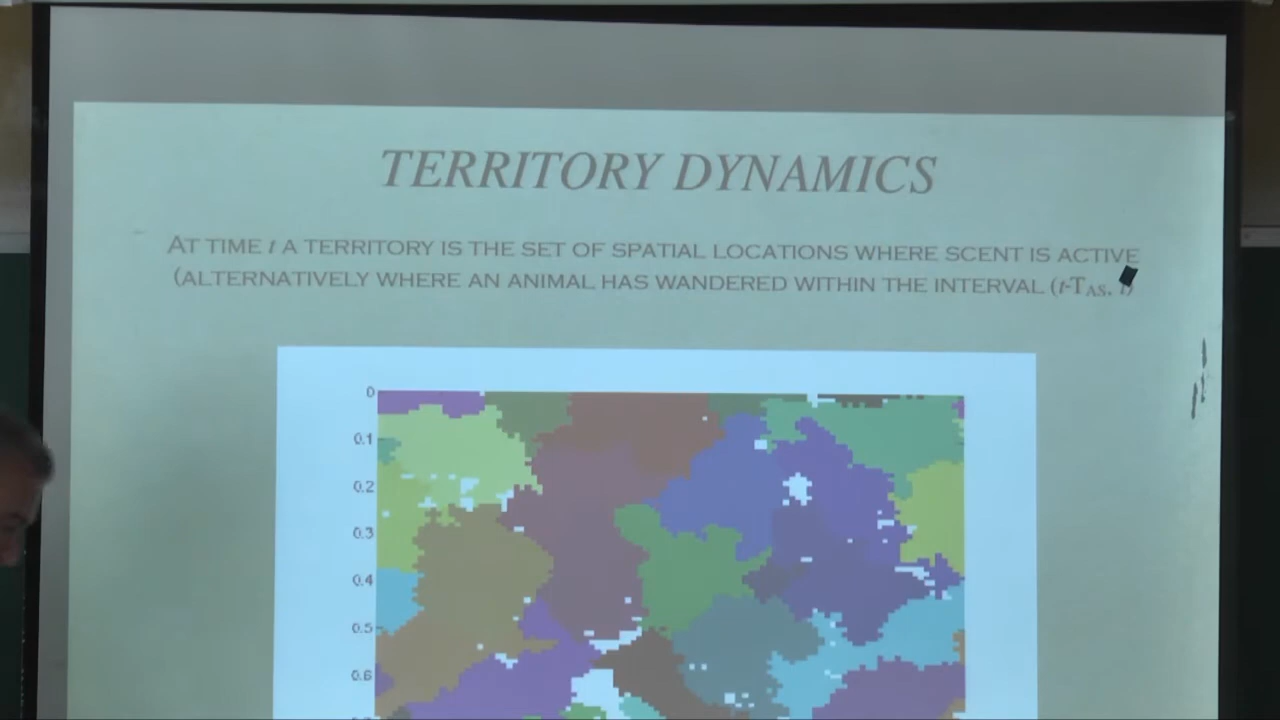 TERRITORY DYNAMICS
AT TIME t A TERRITORY IS THE SET OF SPATIAL LOCATIONS WHERE SCENT IS ACTIVE
(ALTERNATIVELY WHERE AN ANIMAL HAS WANDERED WITHIN THE INTERVAL (t-TAS,
0
0.1
0.2
0.3
0.4
0.5
0.6